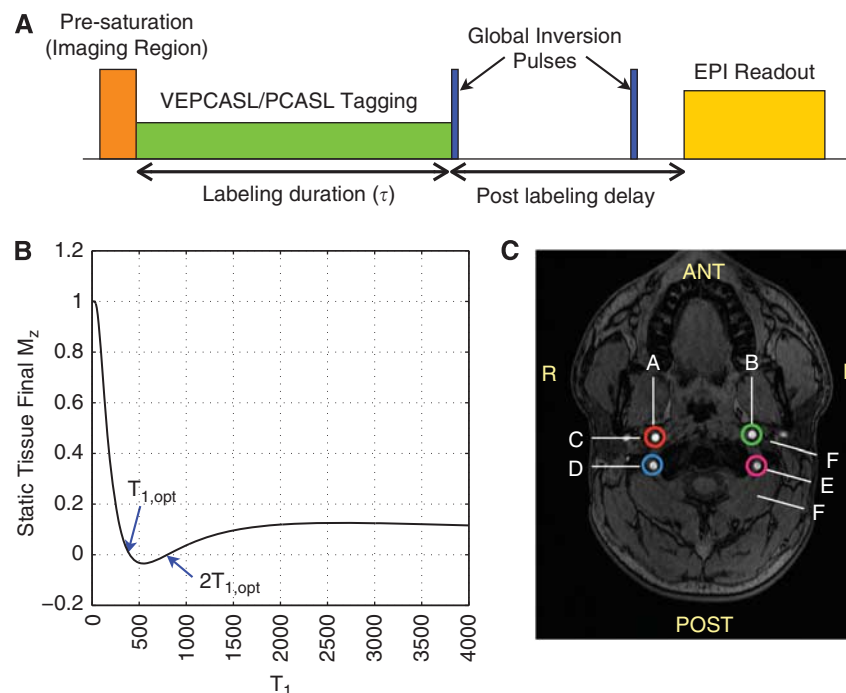 A
Pre-saturation
(Imaging Region)
VEPCASL/PCASL Tagging
Global Inversion
Pulses
EPI Readout
Labeling duration (τ)
Post labeling delay
B
1.2
1
0.8
0.6
0.4
0.2
0
−0.2
Static Tissue Final Mz
T1,opt
2T1,opt
0
500
1000
1500
2000
2500
3000
3500
4000
T1
C
ANT
R
A
B
C
D
F
E
F
POST